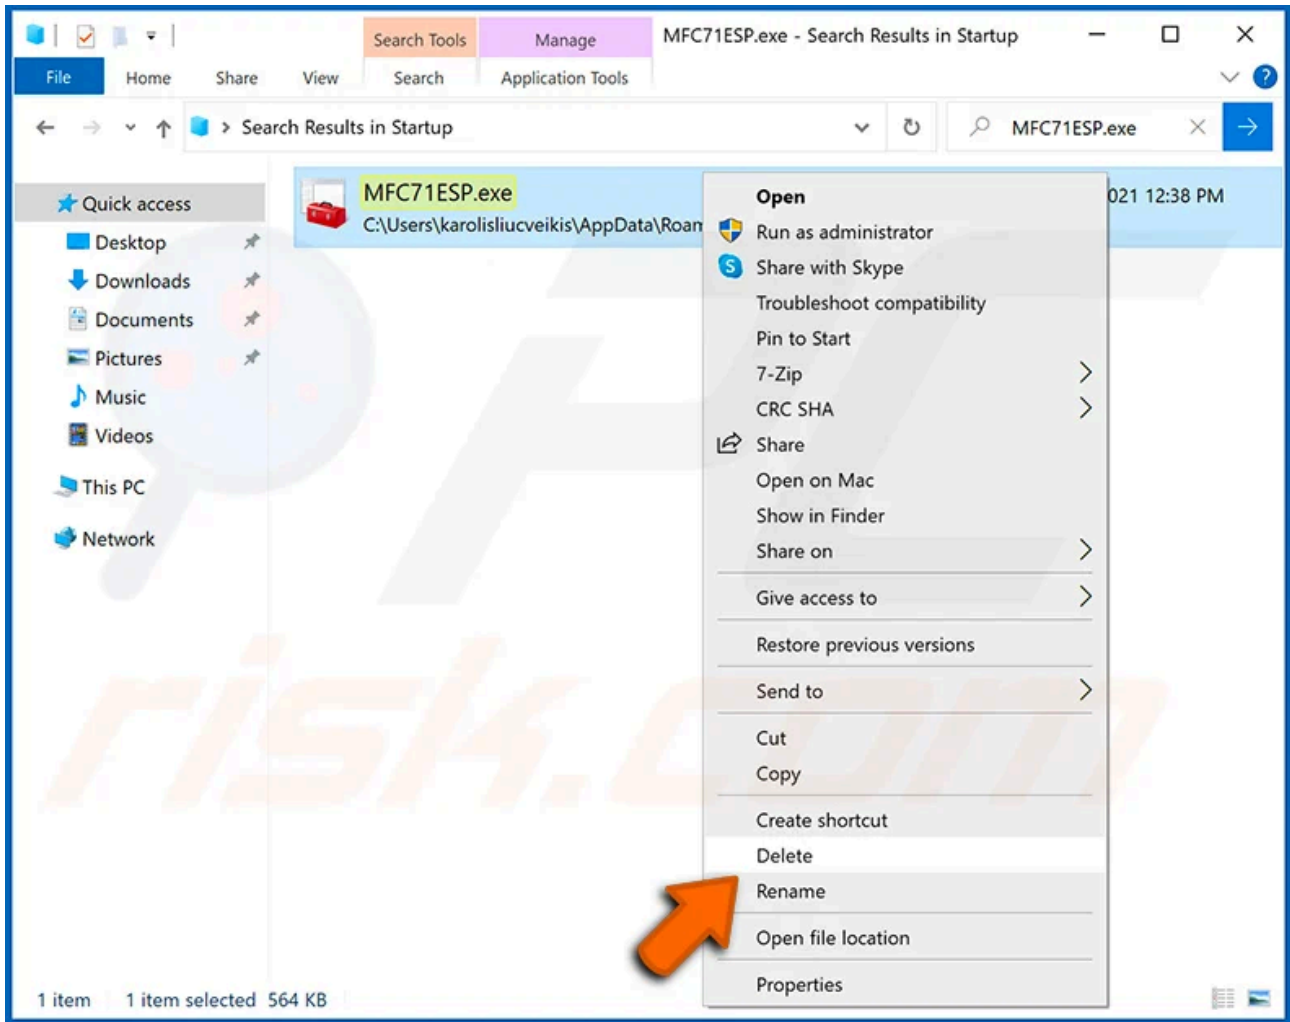 Search Tools
Manage
MFC71ESP.exe - Search Results in Startup
File
Home
Share
View
Search
Application Tools
?
Search Results in Startup
MFC71ESP.exe
Quick access
Desktop
Downloads
Documents
Pictures
Music
Videos
This PC
Network
MFC71ESP.exe
C:\Users\karolisliucveikis\AppData\Roam
021 12:38 PM
Open
Run as administrator
S
Share with Skype
Troubleshoot compatibility
Pin to Start
7-Zip
CRC SHA
Share
Open on Mac
Show in Finder
Share on
Give access to
Restore previous versions
Send to
Cut
Copy
Create shortcut
Delete
Rename
Open file location
Properties
PC
risk.com
1 item
1 item selected 564 KB